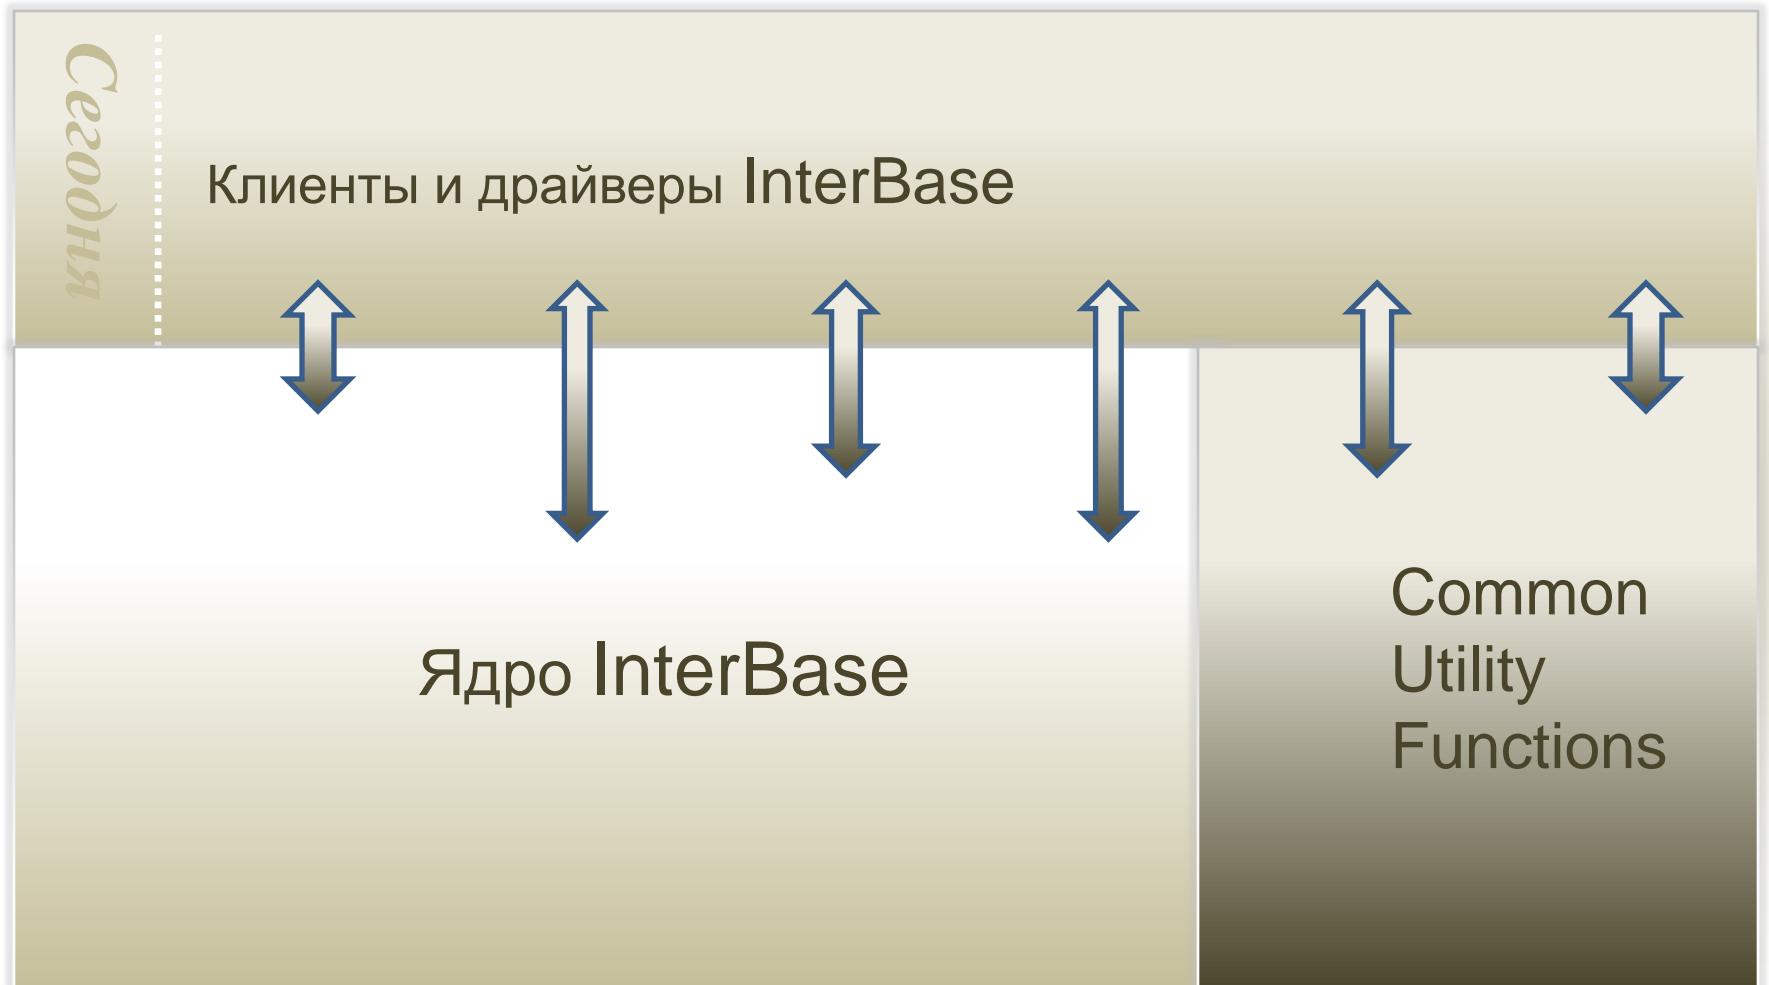 Сегодня
Клиенты и драйверы InterBase
Ядро InterBase
Common
Utility
Functions